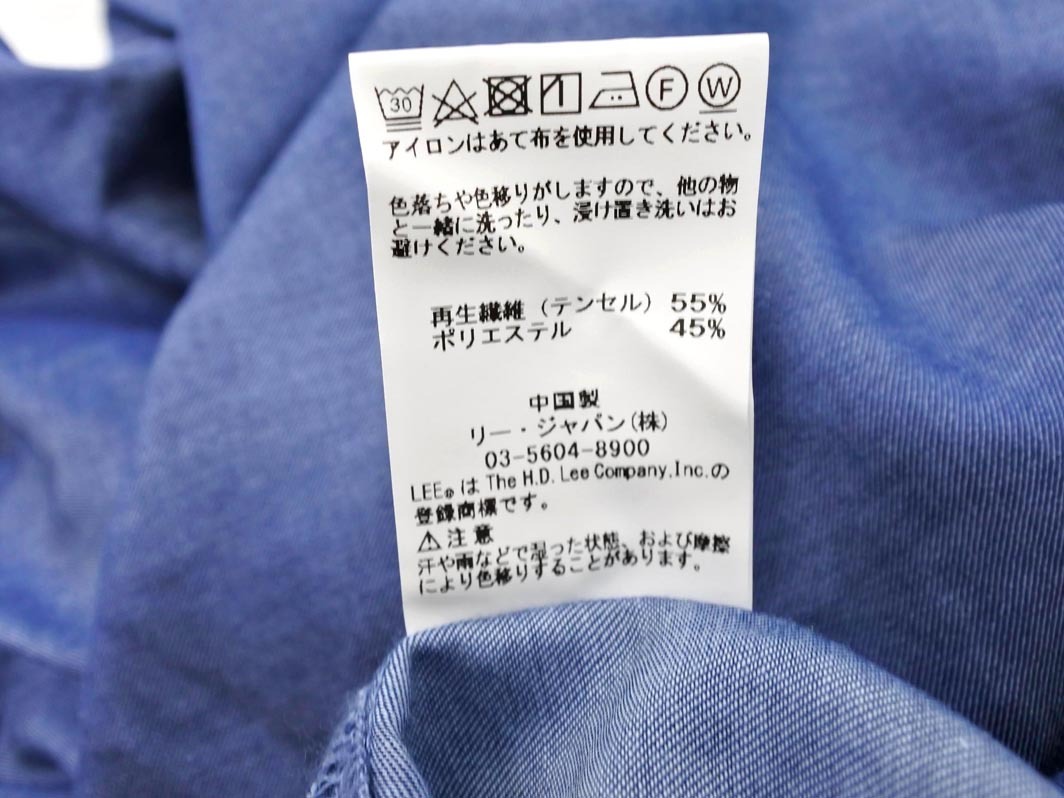 30 F W
アイロンはあて布を使用してください。
色落ちや色移りがしますので、他の物
と一緒に洗ったり、浸け置き洗いはお
避けください。
再生繊維（テンセル） 55%
ポリエステル 45%
中国製
リー・ジャパン(株)
03-5604-8900
LEE®は The H.D. Lee Company, Inc.の
登録商標です。
⚠注意
汗や雨などで湿った状態、および摩擦
により色移りすることがあります。